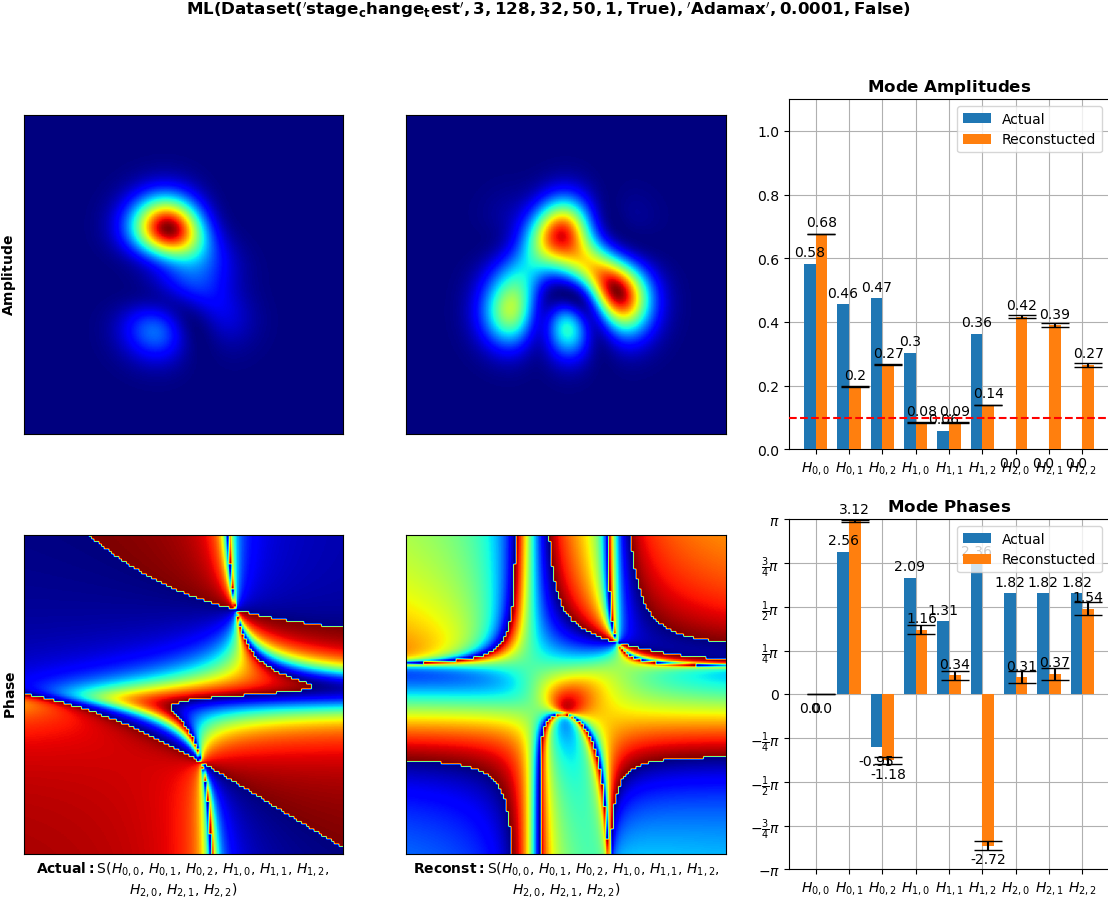 ML(Dataset('stage_change_test', 3, 128, 32, 50, 1, True), 'Adamax', 0.0001, False)
Amplitude
Mode Amplitudes
Actual
Reconstucted
1.0
0.8
0.6
0.4
0.2
0.0
0.58
0.68
0.46
0.2
0.47
0.27
0.3
0.08
0.09
0.36
0.14
0.0
0.42
0.0
0.39
0.0
0.27
H0,0 H0,1 H0,2 H1,0 H1,1 H1,2 H2,0 H2,1 H2,2
Phase
Actual: S(H0,0, H0,1, H0,2, H1,0, H1,1, H1,2,
H2,0, H2,1, H2,2)
Reconst: S(H0,0, H0,1, H0,2, H1,0, H1,1, H1,2,
H2,0, H2,1, H2,2)
Mode Phases
Actual
Reconstucted
π
3/4π
1/2π
1/4π
0
−1/4π
−1/2π
−3/4π
−π
0.0
2.56
3.12
-1.18
2.09
1.16
1.31
0.34
2.36
-2.72
1.82
0.31
1.82
0.37
1.82
1.54
H0,0 H0,1 H0,2 H1,0 H1,1 H1,2 H2,0 H2,1 H2,2